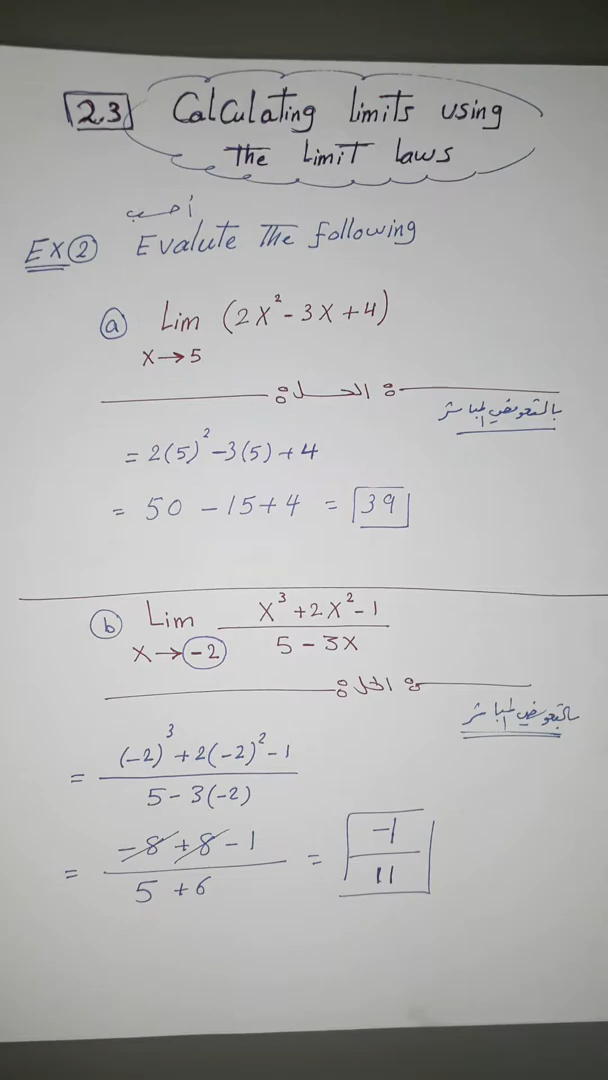 2.3 Calculating limits using
The Limit laws
أحسب
Ex② Evalute The following
ⓐ Lim (2x² - 3x + 4)
x → 5
الحل:
بالتعويض المباشر
= 2(5)² - 3(5) + 4
= 50 - 15 + 4 = 39
ⓑ Lim x³ + 2x² - 1
x → -2 5 - 3x
الحل:
بالتعويض المباشر
(-2)³ + 2(-2)² - 1
=
5 - 3(-2)
-8 + 8 - 1 -1
= =
5 + 6 11